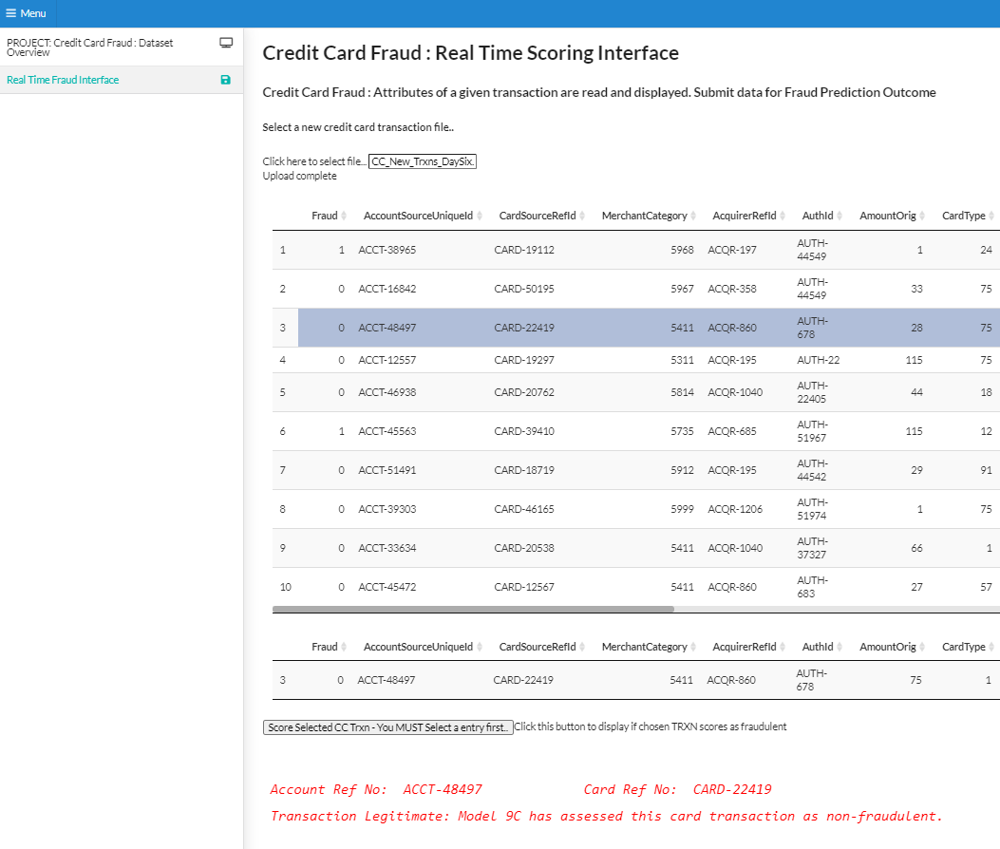 Menu
PROJECT: Credit Card Fraud : Dataset
Overview
Real Time Fraud Interface
Credit Card Fraud : Real Time Scoring Interface
Credit Card Fraud : Attributes of a given transaction are read and displayed. Submit data for Fraud Prediction Outcome
Select a new credit card transaction file..
Click here to select file... CC_New_Trxns_DaySix.
Upload complete
Fraud AccountSourceUniqueId CardSourceRefId MerchantCategory AcquirerRefId AuthId AmountOrig CardType
1 1 ACCT-38965 CARD-19112 5968 ACQR-197 AUTH-44549 1 24
2 0 ACCT-16842 CARD-50195 5967 ACQR-358 AUTH-44549 33 75
3 0 ACCT-48497 CARD-22419 5411 ACQR-860 AUTH-678 28 75
4 0 ACCT-12557 CARD-19297 5311 ACQR-195 AUTH-22 115 75
5 0 ACCT-46938 CARD-20762 5814 ACQR-1040 AUTH-22405 44 18
6 1 ACCT-45563 CARD-39410 5735 ACQR-685 AUTH-51967 115 12
7 0 ACCT-51491 CARD-18719 5912 ACQR-195 AUTH-44542 29 91
8 0 ACCT-39303 CARD-46165 5999 ACQR-1206 AUTH-51974 1 75
9 0 ACCT-33634 CARD-20538 5411 ACQR-1040 AUTH-37327 66 1
10 0 ACCT-45472 CARD-12567 5411 ACQR-860 AUTH-683 27 57
Fraud AccountSourceUniqueId CardSourceRefId MerchantCategory AcquirerRefId AuthId AmountOrig CardType
3 0 ACCT-48497 CARD-22419 5411 ACQR-860 AUTH-678 75 1
Score Selected CC Trxn - You MUST Select a entry first.. Click this button to display if chosen TRXN scores as fraudulent
Account Ref No: ACCT-48497 Card Ref No: CARD-22419
Transaction Legitimate: Model 9C has assessed this card transaction as non-fraudulent.